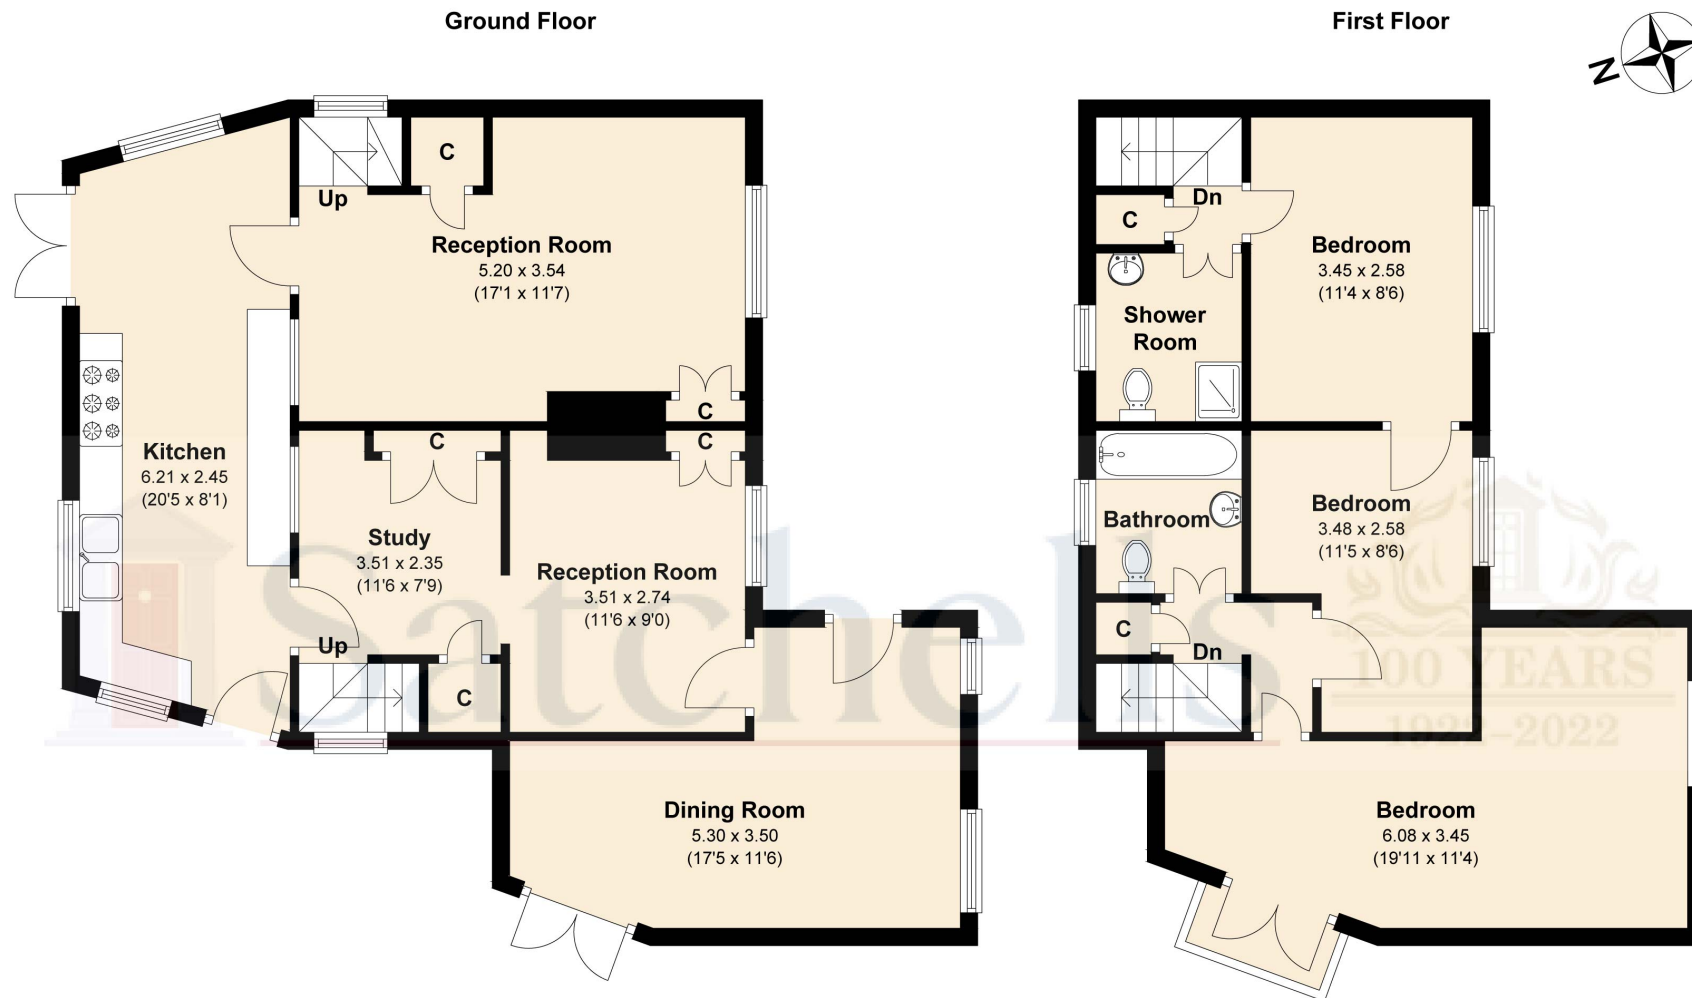 Ground Floor
First Floor
N
C
Up
Reception Room
5.20 x 3.54
(17'1 x 11'7)
C
C
C
Kitchen
6.21 x 2.45
(20'5 x 8'1)
Study
3.51 x 2.35
(11'6 x 7'9)
Reception Room
3.51 x 2.74
(11'6 x 9'0)
Up
C
Dining Room
5.30 x 3.50
(17'5 x 11'6)
Dn
C
Bedroom
3.45 x 2.58
(11'4 x 8'6)
Shower
Room
Bathroom
Bedroom
3.48 x 2.58
(11'5 x 8'6)
C
Dn
Bedroom
6.08 x 3.45
(19'11 x 11'4)
Satchells
100 YEARS
1922-2022